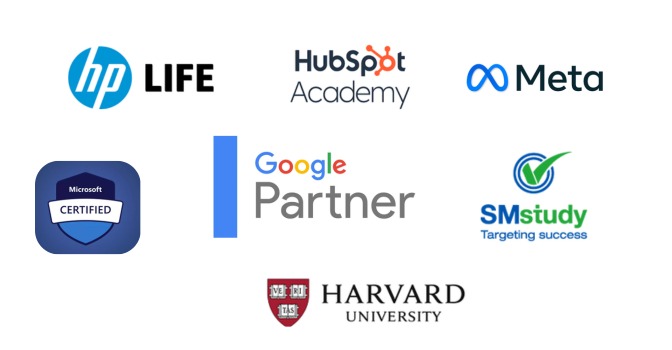 hp LIFE
HubSpot
Academy
Meta
Microsoft
CERTIFIED
Google
Partner
SMstudy
Targeting success
VE RI
TAS
HARVARD
UNIVERSITY